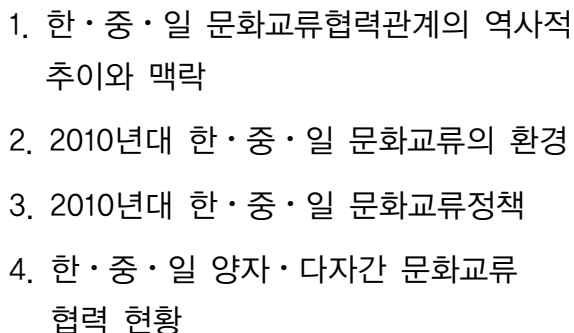 1. 한·중·일 문화교류협력관계의 역사적
추이와 맥락
2. 2010년대 한·중·일 문화교류의 환경
3. 2010년대 한·중·일 문화교류정책
4. 한·중·일 양자·다자간 문화교류
협력 현황